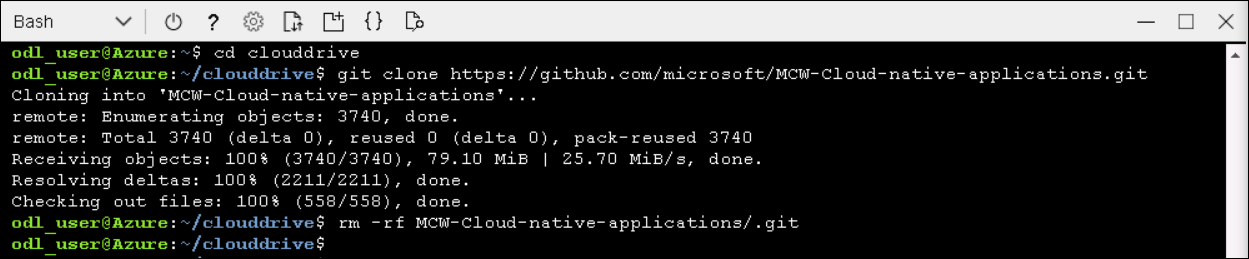 Bash ? {}
odl_user@Azure:~$ cd clouddrive
odl_user@Azure:~/clouddrive$ git clone https://github.com/microsoft/MCW-Cloud-native-applications.git
Cloning into 'MCW-Cloud-native-applications'...
remote: Enumerating objects: 3740, done.
remote: Total 3740 (delta 0), reused 0 (delta 0), pack-reused 3740
Receiving objects: 100% (3740/3740), 79.10 MiB | 25.70 MiB/s, done.
Resolving deltas: 100% (2211/2211), done.
Checking out files: 100% (558/558), done.
odl_user@Azure:~/clouddrive$ rm -rf MCW-Cloud-native-applications/.git
odl_user@Azure:~/clouddrive$